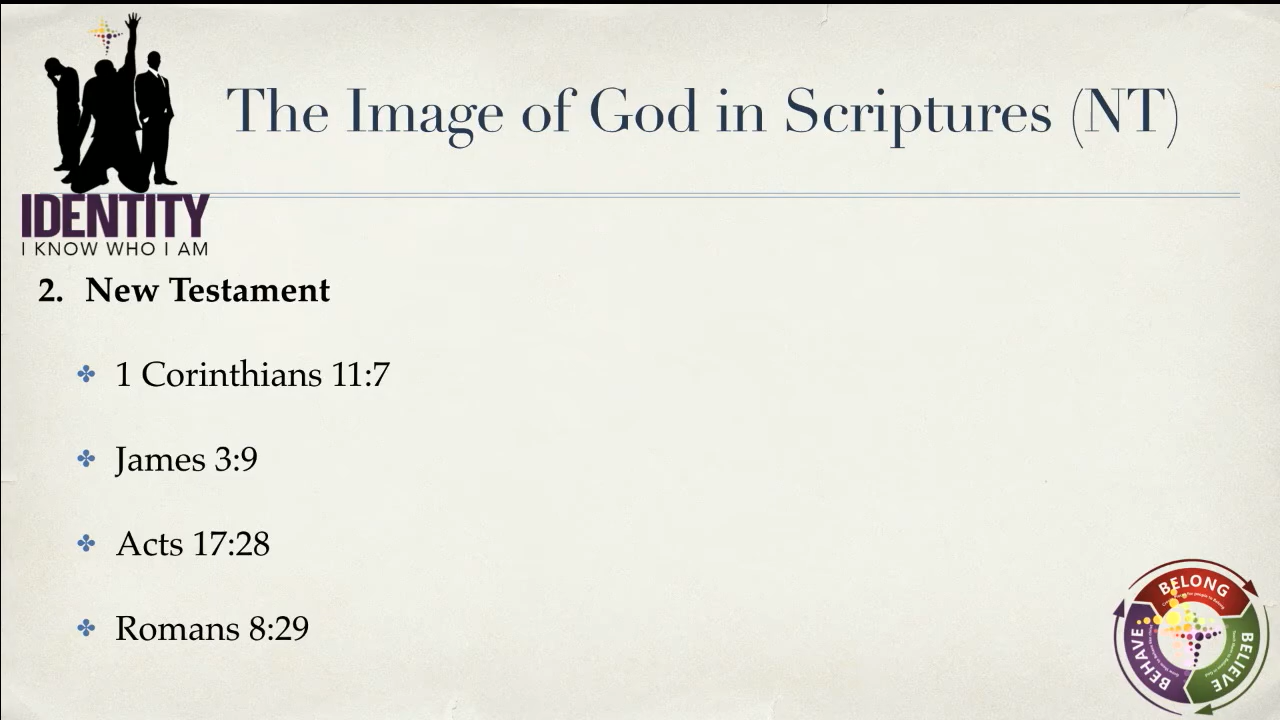 The Image of God in Scriptures (NT)
IDENTITY
I KNOW WHO I AM
2. New Testament
1 Corinthians 11:7
James 3:9
Acts 17:28
Romans 8:29
BELONG
BEHAVE
BELIEVE